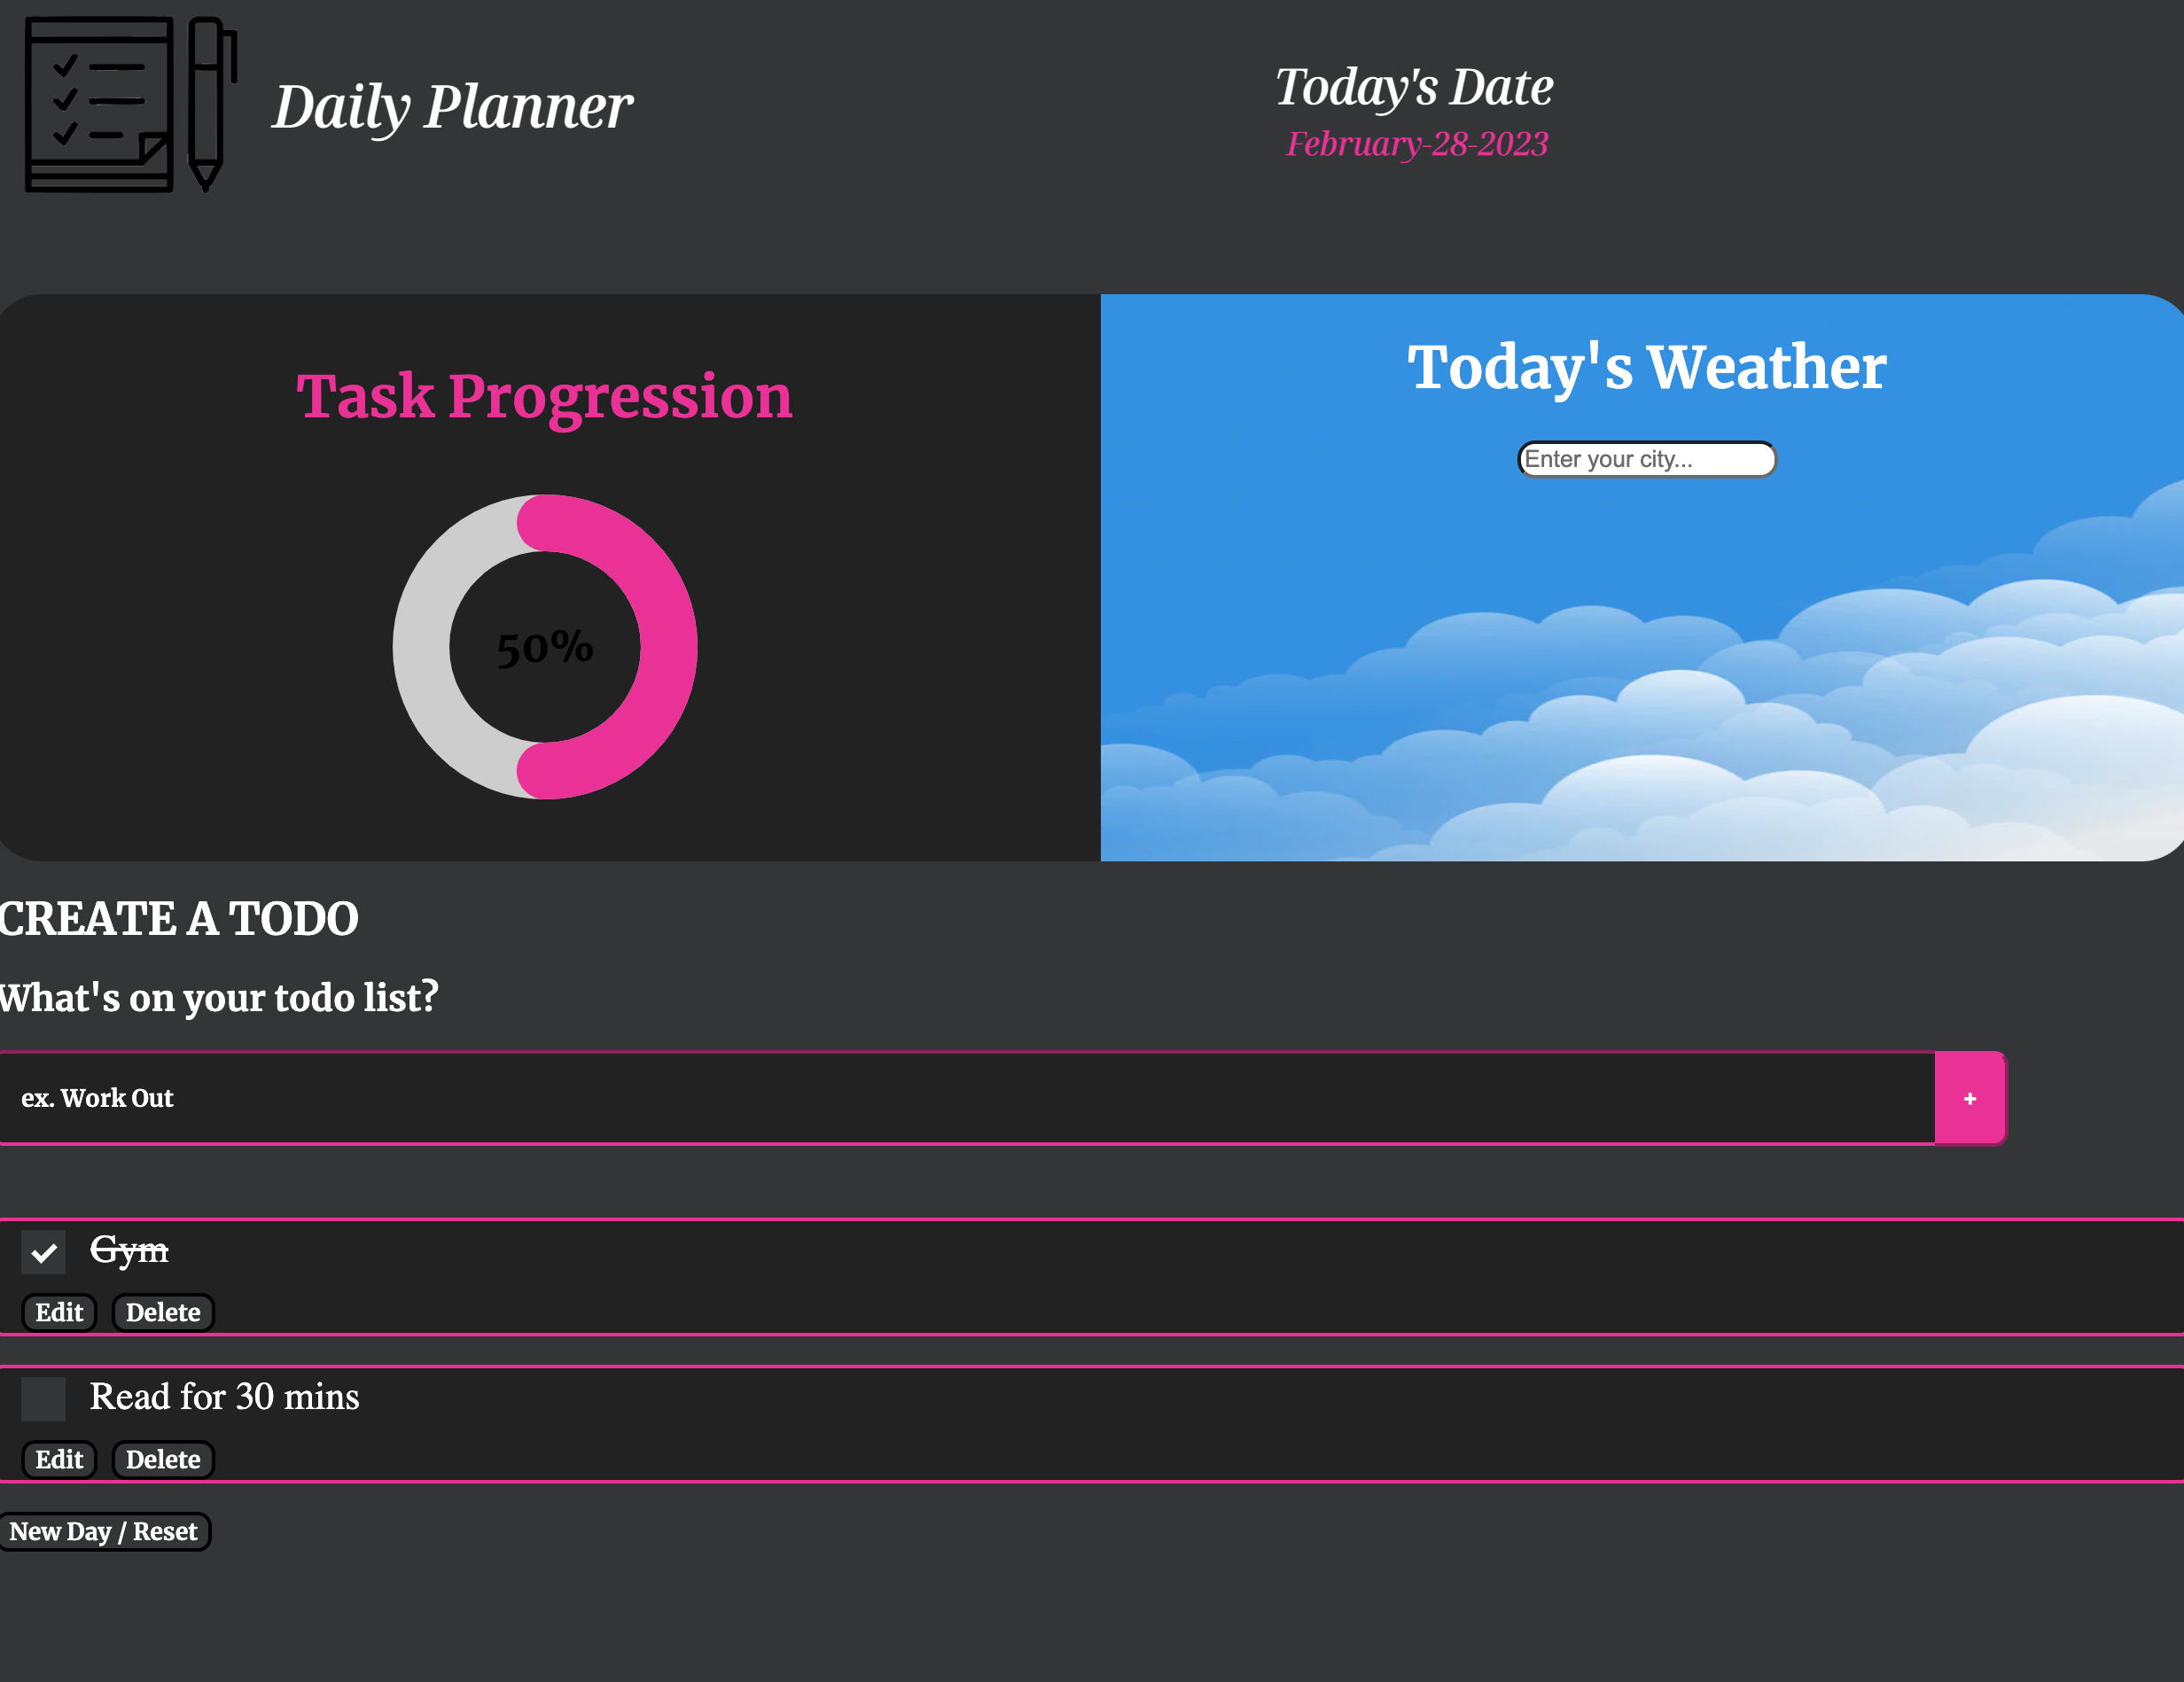 Daily Planner
Today's Date
February-28-2023
Task Progression
50%
Today's Weather
Enter your city...
CREATE A TODO
What's on your todo list?
ex. Work Out
+
Gym
Edit Delete
Read for 30 mins
Edit Delete
New Day / Reset